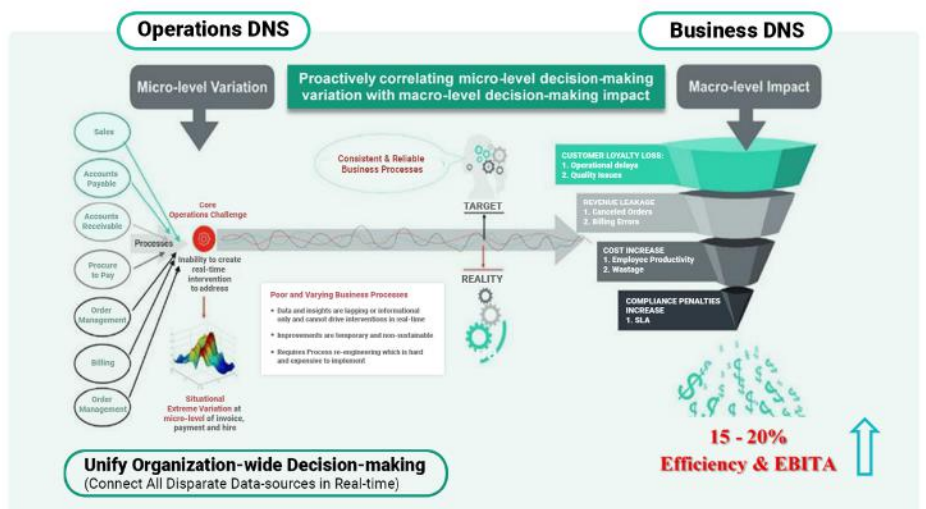 Operations DNS
Business DNS
Micro-level Variation
Proactively correlating micro-level decision-making
variation with macro-level decision-making impact
Macro-level Impact
Sales
Accounts
Payable
Accounts
Receivable
Processes
Procure
to Pay
Order
Management
Billing
Order
Management
Core
Operations Challenge
Inability to create
real-time
intervention
to address
Situational
Extreme Variation at
micro-level of invoice,
payment and hire
Consistent & Reliable
Business Processes
TARGET
REALITY
Poor and Varying Business Processes
• Data and insights are lagging or informational
only and cannot drive interventions in real-time
• Improvements are temporary and non-sustainable
• Requires Process re-engineering which is hard
and expensive to implement
CUSTOMER LOYALTY LOSS:
1. Operational delays
2. Quality Issues
REVENUE LEAKAGE
1. Canceled Orders
2. Billing Errors
COST INCREASE
1. Employee Productivity
2. Wastage
COMPLIANCE PENALTIES
INCREASE
1. SLA
15 - 20%
Efficiency & EBITA
Unify Organization-wide Decision-making
(Connect All Disparate Data-sources in Real-time)